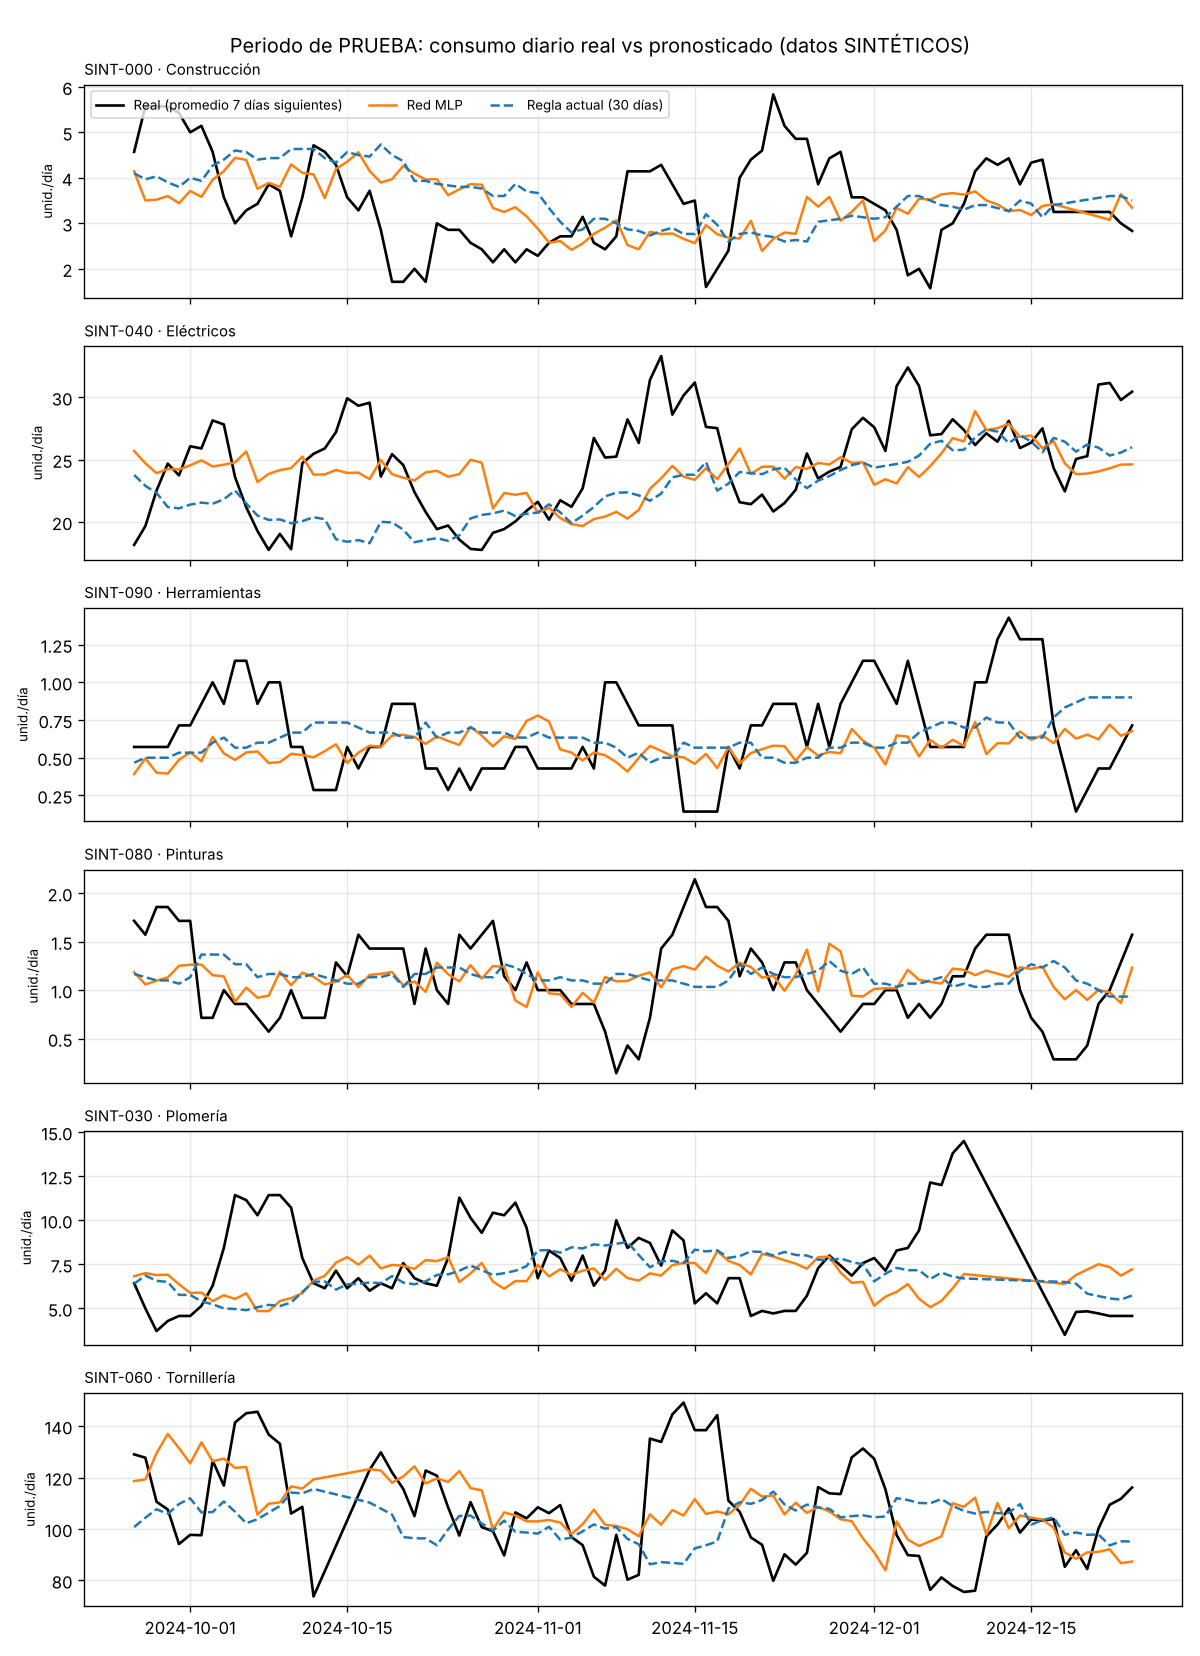 Periodo de PRUEBA: consumo diario real vs pronosticado (datos SINTÉTICOS)
SINT-000 · Construcción
Real (promedio 7 días siguientes) Red MLP Regla actual (30 días)
6
5
4
3
2
unid./día
SINT-040 · Eléctricos
30
25
20
unid./día
SINT-090 · Herramientas
1.25
1.00
0.75
0.50
0.25
unid./día
SINT-080 · Pinturas
2.0
1.5
1.0
0.5
unid./día
SINT-030 · Plomería
15.0
12.5
10.0
7.5
5.0
unid./día
SINT-060 · Tornillería
140
120
100
80
unid./día
2024-10-01 2024-10-15 2024-11-01 2024-11-15 2024-12-01 2024-12-15